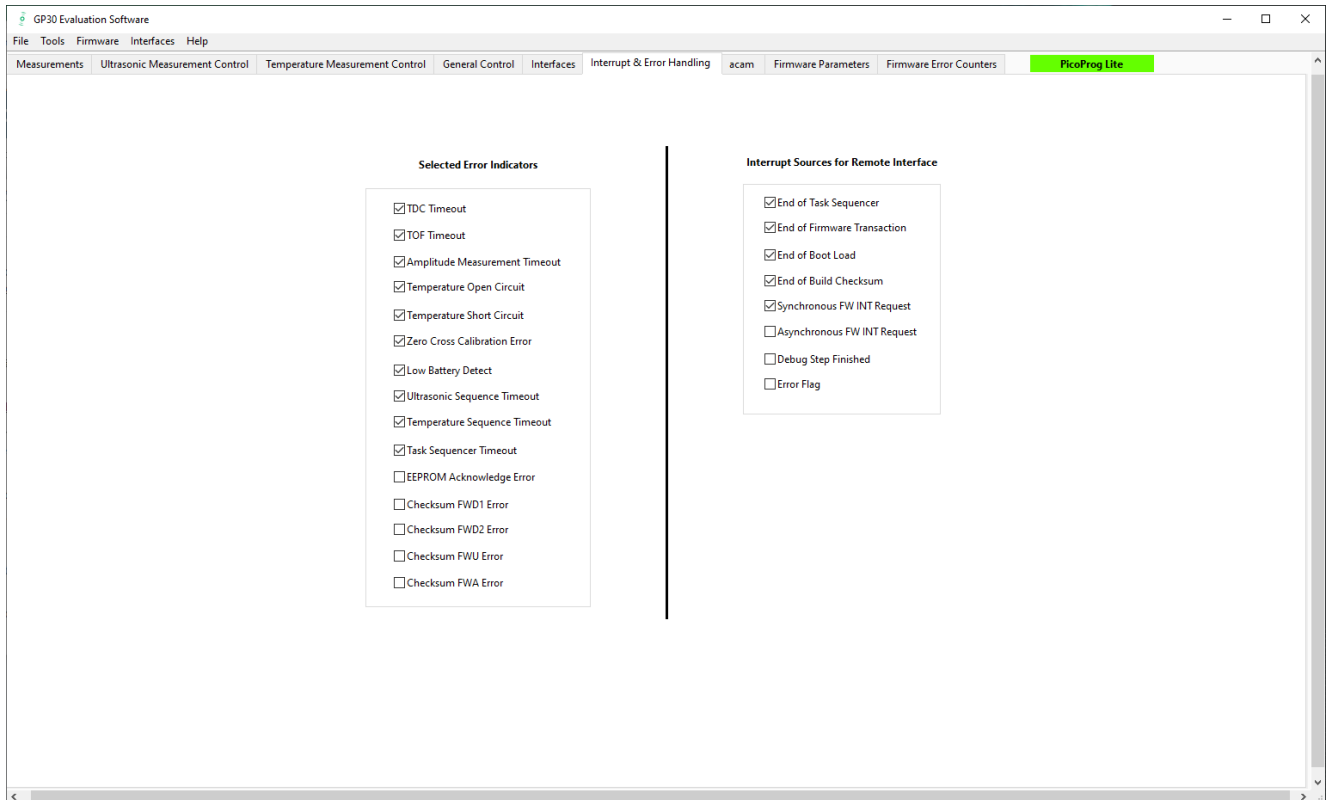 GP30 Evaluation Software
File Tools Firmware Interfaces Help
Measurements Ultrasonic Measurement Control Temperature Measurement Control General Control Interfaces Interrupt & Error Handling acam Firmware Parameters Firmware Error Counters PicoProg Lite
Selected Error Indicators
TDC Timeout
TOF Timeout
Amplitude Measurement Timeout
Temperature Open Circuit
Temperature Short Circuit
Zero Cross Calibration Error
Low Battery Detect
Ultrasonic Sequence Timeout
Temperature Sequence Timeout
Task Sequencer Timeout
EEPROM Acknowledge Error
Checksum FWD1 Error
Checksum FWD2 Error
Checksum FWU Error
Checksum FWA Error
Interrupt Sources for Remote Interface
End of Task Sequencer
End of Firmware Transaction
End of Boot Load
End of Build Checksum
Synchronous FW INT Request
Asynchronous FW INT Request
Debug Step Finished
Error Flag